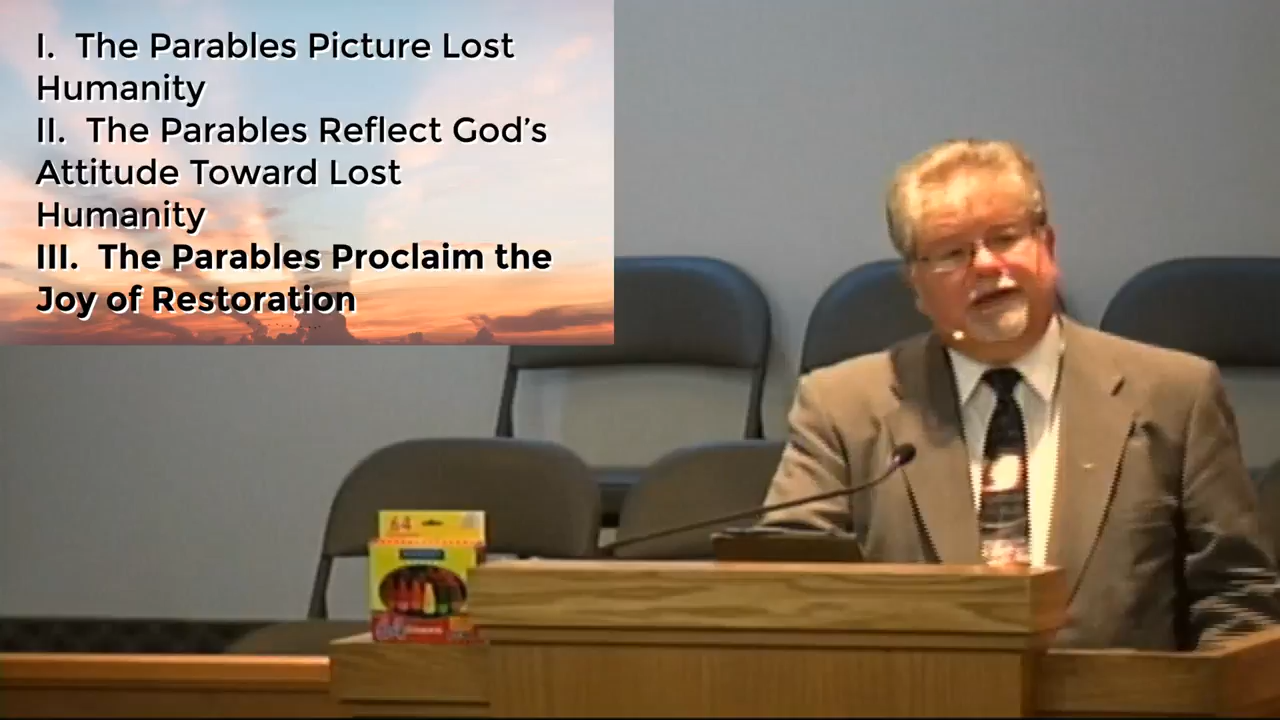 I.  The Parables Picture Lost
Humanity
II.  The Parables Reflect God’s
Attitude Toward Lost
Humanity
III.  The Parables Proclaim the
Joy of Restoration
64